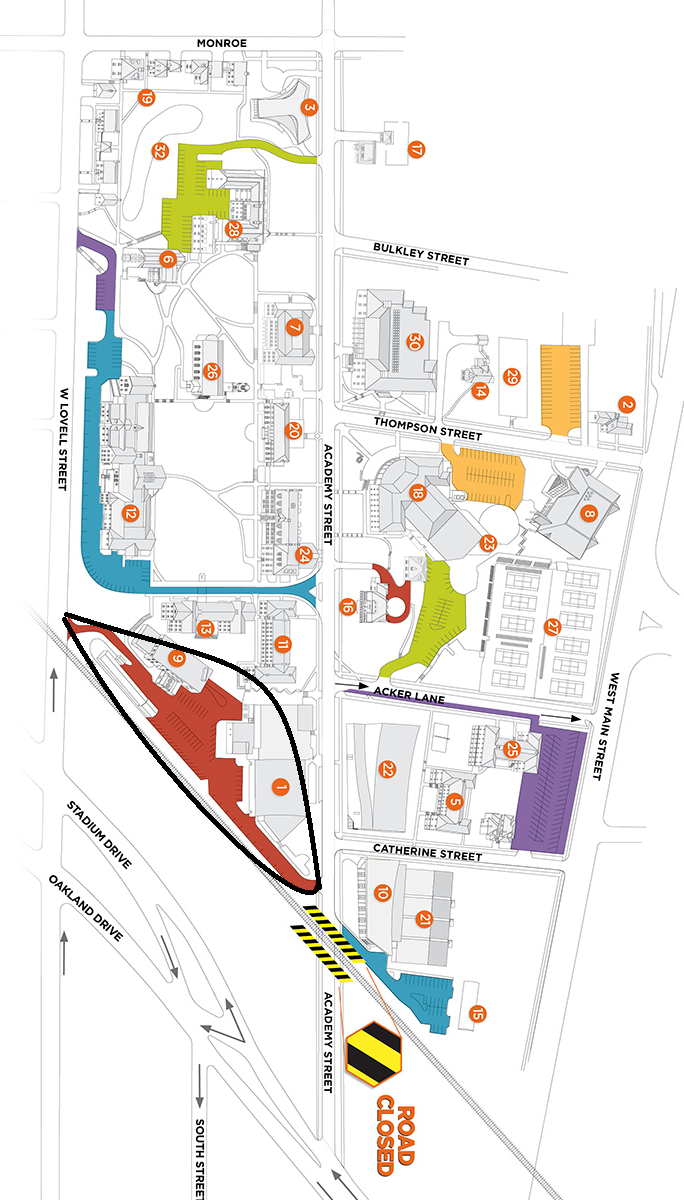 MONROE
19
3
32
17
28
6
BULKLEY STREET
7
30
26
14
29
2
W LOVELL STREET
20
THOMPSON STREET
ACADEMY STREET
12
18
8
23
24
16
27
13
11
9
ACKER LANE
WEST MAIN STREET
25
1
22
5
STADIUM DRIVE
CATHERINE STREET
OAKLAND DRIVE
10
21
15
ACADEMY STREET
ROAD
CLOSED
SOUTH STREE